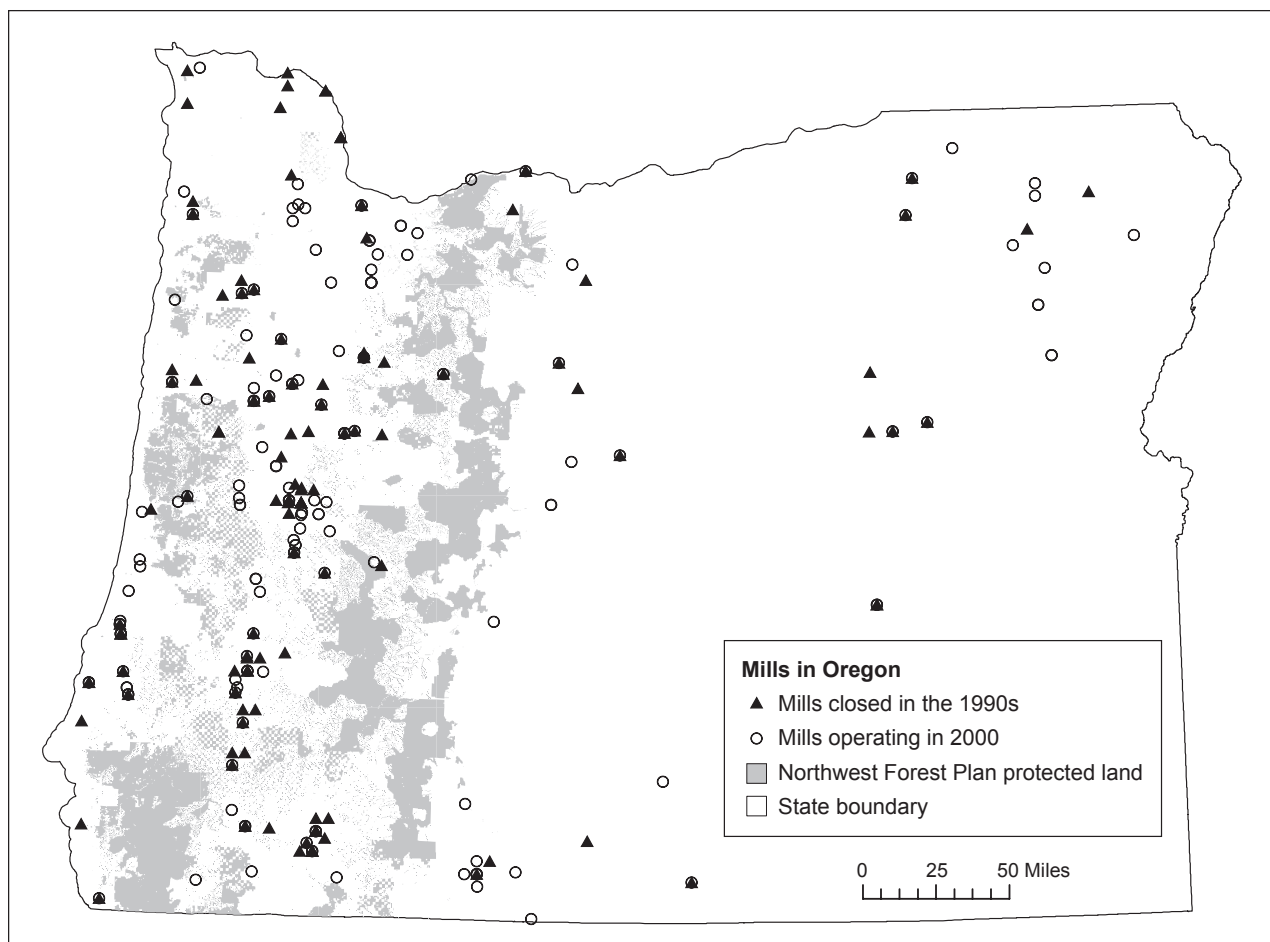 Mills in Oregon
Mills closed in the 1990s
Mills operating in 2000
Northwest Forest Plan protected land
State boundary
0 25 50 Miles